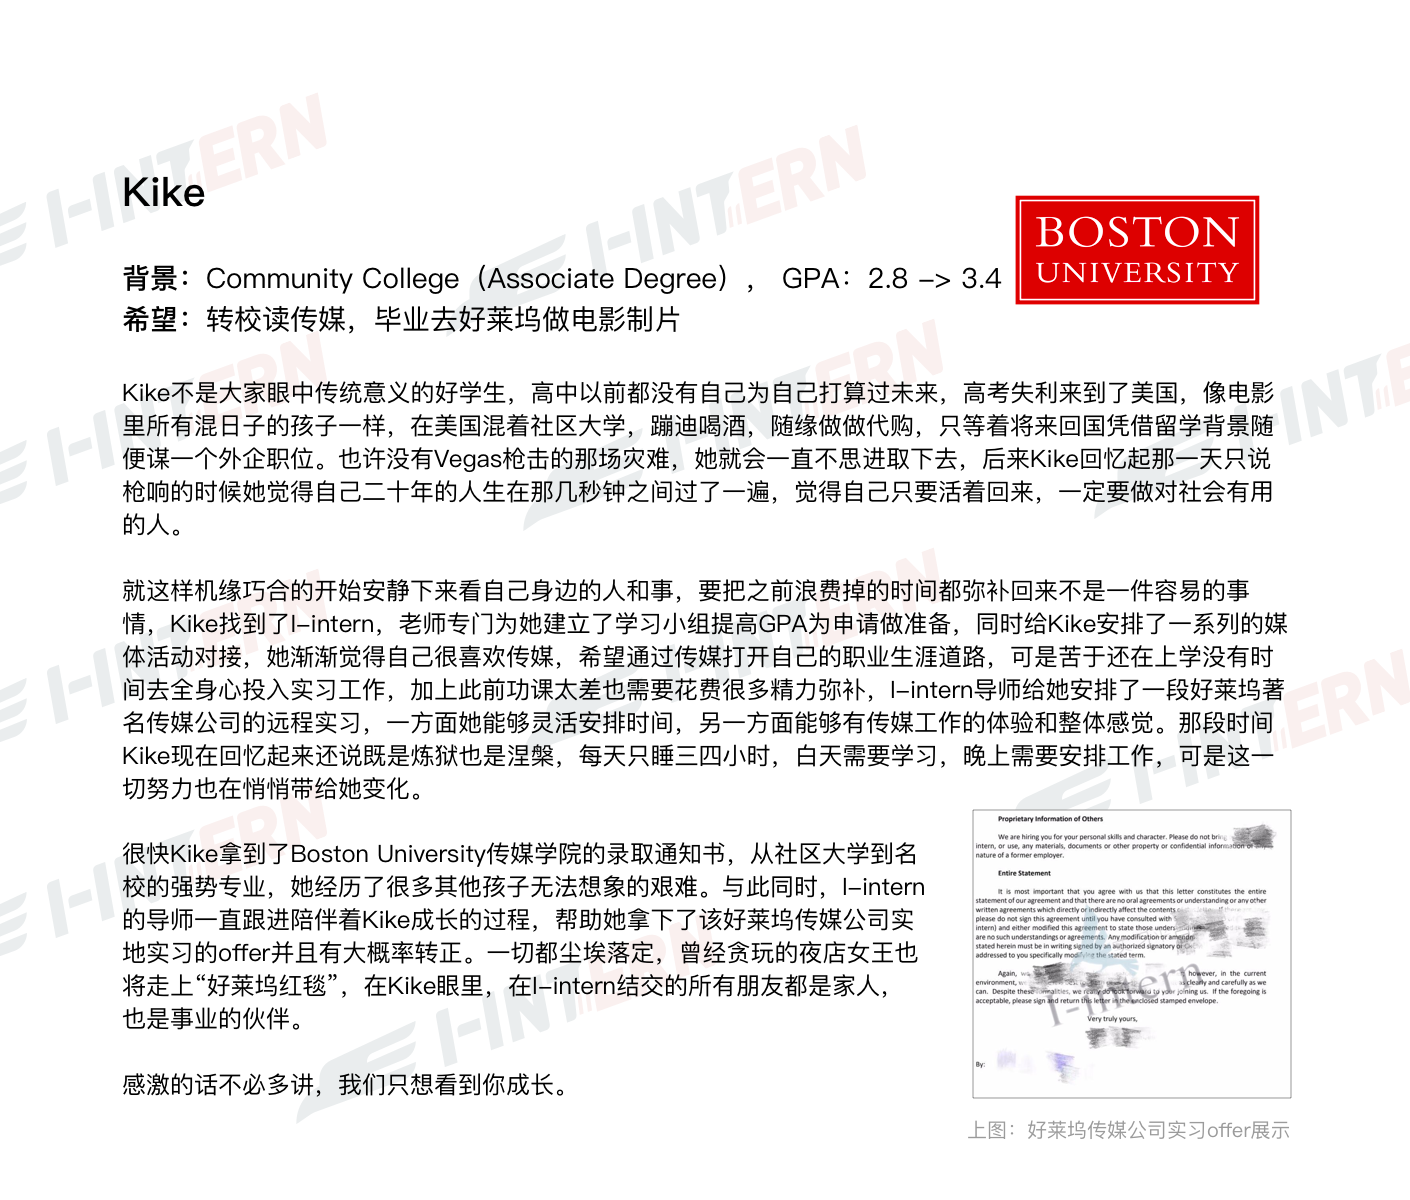 Kike
BOSTON
UNIVERSITY
背景：Community College（Associate Degree）， GPA：2.8 -> 3.4
希望：转校读传媒，毕业去好莱坞做电影制片
Kike不是大家眼中传统意义的好学生，高中以前都没有自己为自己打算过未来，高考失利来到了美国，像电影
里所有混日子的孩子一样，在美国混着社区大学，蹦迪喝酒，随缘做做代购，只等着将来回国凭借留学背景随
便谋一个外企职位。也许没有Vegas枪击的那场灾难，她就会一直不思进取下去，后来Kike回忆起那一天只说
枪响的时候她觉得自己二十年的人生在那几秒钟之间过了一遍，觉得自己只要活着回来，一定要做对社会有用
的人。
就这样机缘巧合的开始安静下来看自己身边的人和事，要把之前浪费掉的时间都弥补回来不是一件容易的事
情，Kike找到了I-intern，老师专门为她建立了学习小组提高GPA为申请做准备，同时给Kike安排了一系列的媒
体活动对接，她渐渐觉得自己很喜欢传媒，希望通过传媒打开自己的职业生涯道路，可是苦于还在上学没有时
间去全身心投入实习工作，加上此前功课太差也需要花费很多精力弥补，I-intern导师给她安排了一段好莱坞著
名传媒公司的远程实习，一方面她能够灵活安排时间，另一方面能够有传媒工作的体验和整体感觉。那段时间
Kike现在回忆起来还说既是炼狱也是涅槃，每天只睡三四小时，白天需要学习，晚上需要安排工作，可是这一
切努力也在悄悄带给她变化。
很快Kike拿到了Boston University传媒学院的录取通知书，从社区大学到名
校的强势专业，她经历了很多其他孩子无法想象的艰难。与此同时，I-intern
的导师一直跟进陪伴着Kike成长的过程，帮助她拿下了该好莱坞传媒公司实
地实习的offer并且有大概率转正。一切都尘埃落定，曾经贪玩的夜店女王也
将走上“好莱坞红毯”，在Kike眼里，在I-intern结交的所有朋友都是家人，
也是事业的伙伴。
感激的话不必多讲，我们只想看到你成长。
Proprietary Information of Others
We are hiring you for your personal skills and character. Please do not bring
intern, or use, any materials, documents or other property or confidential information of any
nature of a former employer.
Entire Statement
It is most important that you agree with us that this letter constitutes the entire
statement of our agreement and that there are no oral agreements or understanding or any other
written agreements which directly or indirectly affect the contents
please do not sign this agreement until you have consulted with
intern) and either modified this agreement to state those
are no such understandings or agreements. Any modification or
stated herein must be in writing signed by an authorized signatory or
addressed to you specifically modifying the stated term.
Again, however, in the current
environment, as clearly and carefully as we
can. Despite these formalities, we really do look forward to your joining us. If the foregoing is
acceptable, please sign and return this letter in the enclosed stamped envelope.
Very truly yours,
By:
I-intern
上图：好莱坞传媒公司实习offer展示
I-INTERN
I-INTERN
I-INTERN
I-INTERN
I-INTERN
I-INTERN
I-INTERN
I-INTERN
I-INTERN
I-INTERN